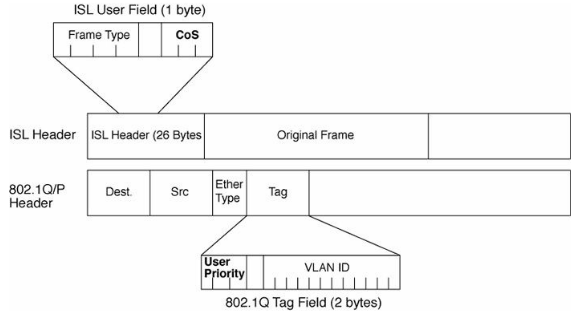 ISL User Field (1 byte)
Frame Type CoS
ISL Header ISL Header (26 Bytes Original Frame
802.1Q/P
Header
Dest. Src Ether
Type Tag
User
Priority VLAN ID
802.1Q Tag Field (2 bytes)